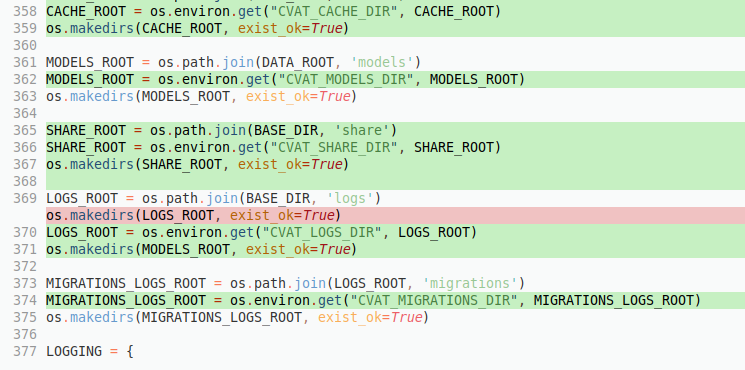 358 CACHE_ROOT = os.environ.get("CVAT_CACHE_DIR", CACHE_ROOT)
359 os.makedirs(CACHE_ROOT, exist_ok=True)
360
361 MODELS_ROOT = os.path.join(DATA_ROOT, 'models')
362 MODELS_ROOT = os.environ.get("CVAT_MODELS_DIR", MODELS_ROOT)
363 os.makedirs(MODELS_ROOT, exist_ok=True)
364
365 SHARE_ROOT = os.path.join(BASE_DIR, 'share')
366 SHARE_ROOT = os.environ.get("CVAT_SHARE_DIR", SHARE_ROOT)
367 os.makedirs(SHARE_ROOT, exist_ok=True)
368
369 LOGS_ROOT = os.path.join(BASE_DIR, 'logs')
os.makedirs(LOGS_ROOT, exist_ok=True)
370 LOGS_ROOT = os.environ.get("CVAT_LOGS_DIR", LOGS_ROOT)
371 os.makedirs(MODELS_ROOT, exist_ok=True)
372
373 MIGRATIONS_LOGS_ROOT = os.path.join(LOGS_ROOT, 'migrations')
374 MIGRATIONS_LOGS_ROOT = os.environ.get("CVAT_MIGRATIONS_DIR", MIGRATIONS_LOGS_ROOT)
375 os.makedirs(MIGRATIONS_LOGS_ROOT, exist_ok=True)
376
377 LOGGING = {